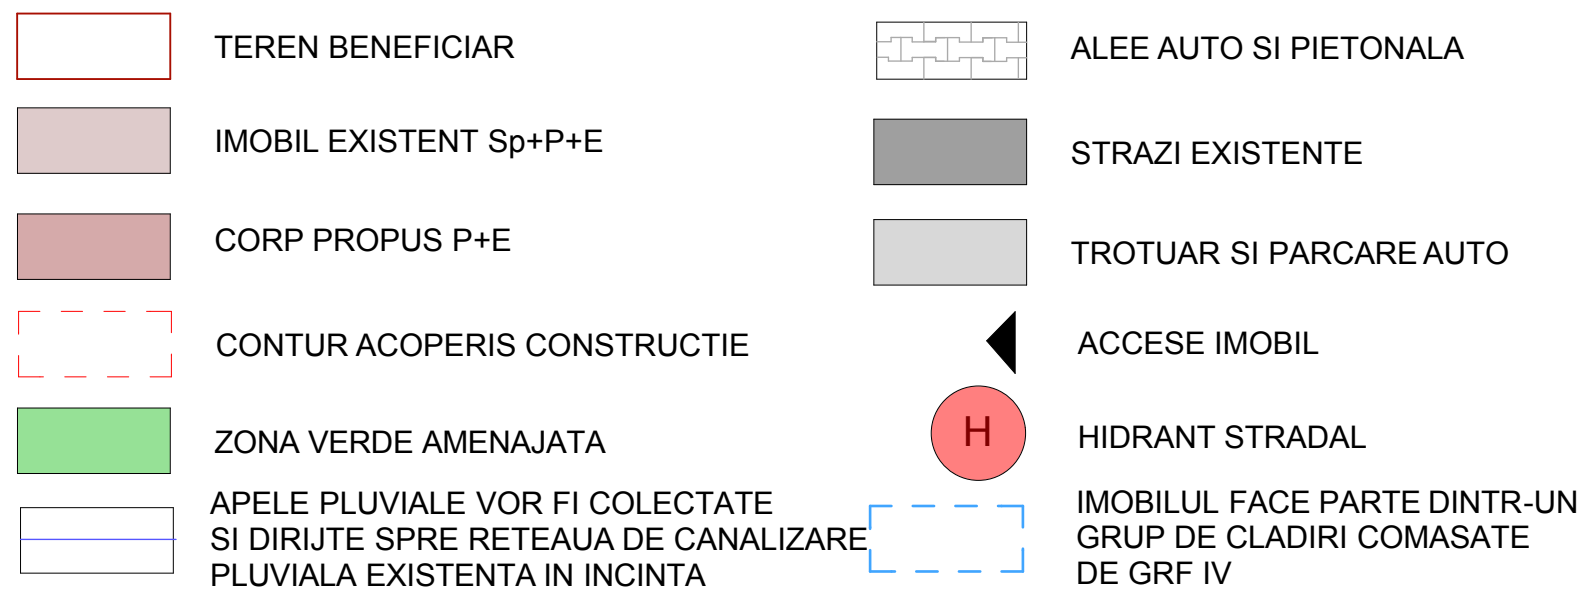 TEREN BENEFICIAR
IMOBIL EXISTENT Sp+P+E
CORP PROPUS P+E
CONTUR ACOPERIS CONSTRUCTIE
ZONA VERDE AMENAJATA
APELE PLUVIALE VOR FI COLECTATE
SI DIRIJTE SPRE RETEAUA DE CANALIZARE
PLUVIALA EXISTENTA IN INCINTA
ALEE AUTO SI PIETONALA
STRAZI EXISTENTE
TROTUAR SI PARCARE AUTO
ACCESE IMOBIL
H
HIDRANT STRADAL
IMOBILUL FACE PARTE DINTR-UN
GRUP DE CLADIRI COMASATE
DE GRF IV